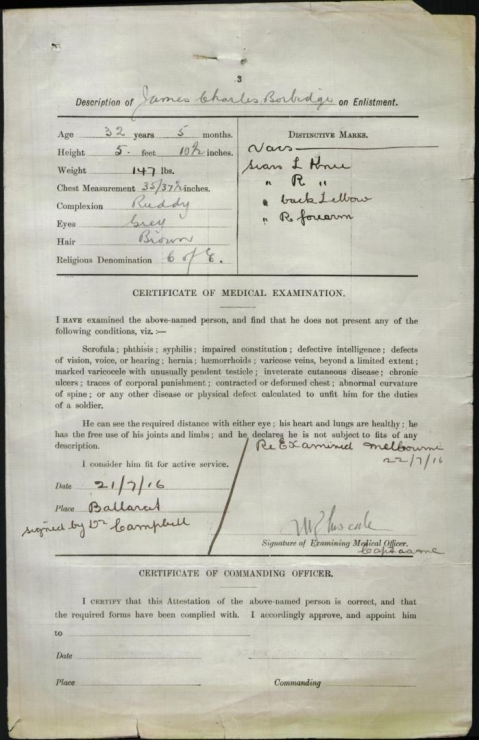 3
Description of James Charles Borbidge on Enlistment.
Age 32 years 5 months.
Height 5 feet 10½ inches.
Weight 147 lbs.
Chest Measurement 35/37½ inches.
Complexion Ruddy
Eyes Grey
Hair Brown
Religious Denomination C of E.
DISTINCTIVE MARKS.
Vacs
Scars L Knee
" R "
" back L elbow
" R forearm
CERTIFICATE OF MEDICAL EXAMINATION.
I HAVE examined the above-named person, and find that he does not present any of the
following conditions, viz. :—
Scrofula; phthisis; syphilis; impaired constitution; defective intelligence; defects
of vision, voice, or hearing; hernia; hæmorrhoids; varicose veins, beyond a limited extent;
marked varicocele with unusually pendent testicle; inveterate cutaneous disease; chronic
ulcers; traces of corporal punishment; contracted or deformed chest; abnormal curvature
of spine; or any other disease or physical defect calculated to unfit him for the duties
of a soldier.
He can see the required distance with either eye; his heart and lungs are healthy; he
has the free use of his joints and limbs; and he declares he is not subject to fits of any
description.
Re Examined Melbourne
22/7/16
I consider him fit for active service.
Date 21/7/16
Place Ballarat
signed by Dr Campbell
Signature of Examining Medical Officer.
Capt aamc
CERTIFICATE OF COMMANDING OFFICER.
I CERTIFY that this Attestation of the above-named person is correct, and that
the required forms have been complied with. I accordingly approve, and appoint him
to
Date
Place
Commanding